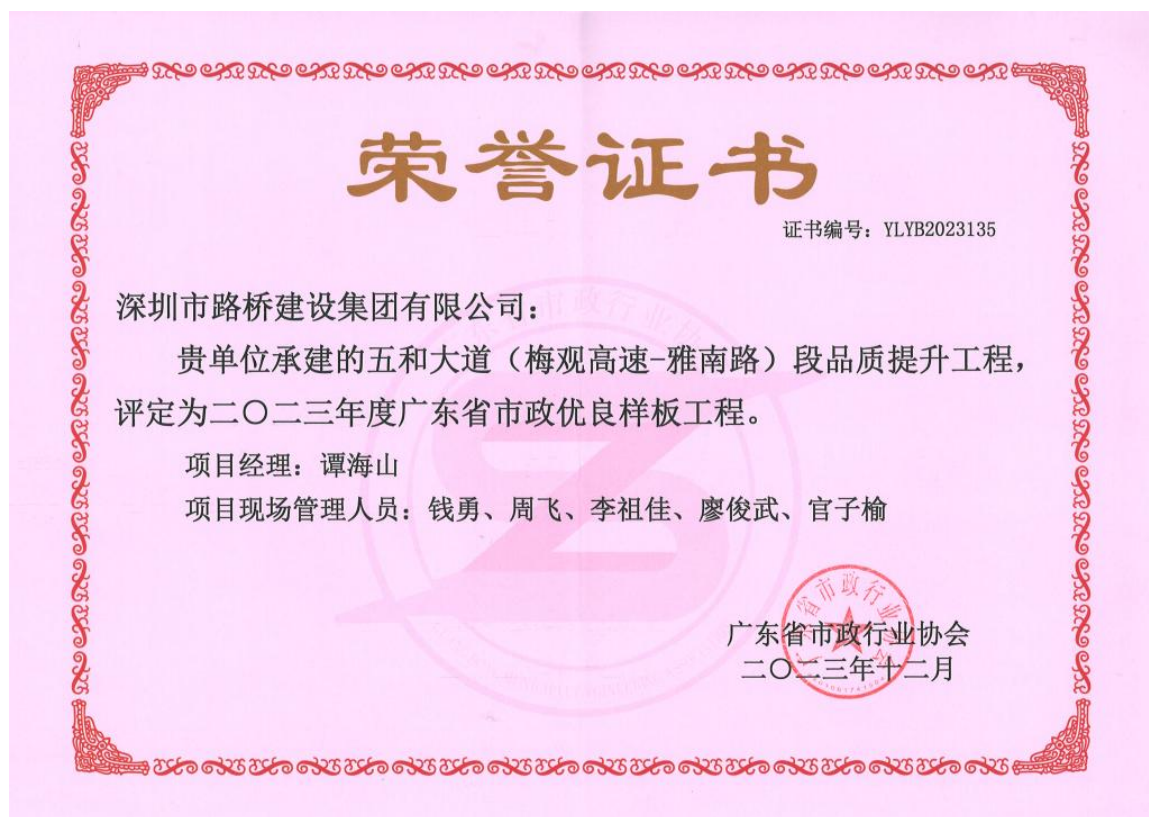 荣誉证书
证书编号：YLYB2023135
深圳市路桥建设集团有限公司：
贵单位承建的五和大道（梅观高速-雅南路）段品质提升工程，
评定为二〇二三年度广东省市政优良样板工程。
项目经理：谭海山
项目现场管理人员：钱勇、周飞、李祖佳、廖俊武、官子榆
广东省市政行业协会
二〇二三年十二月